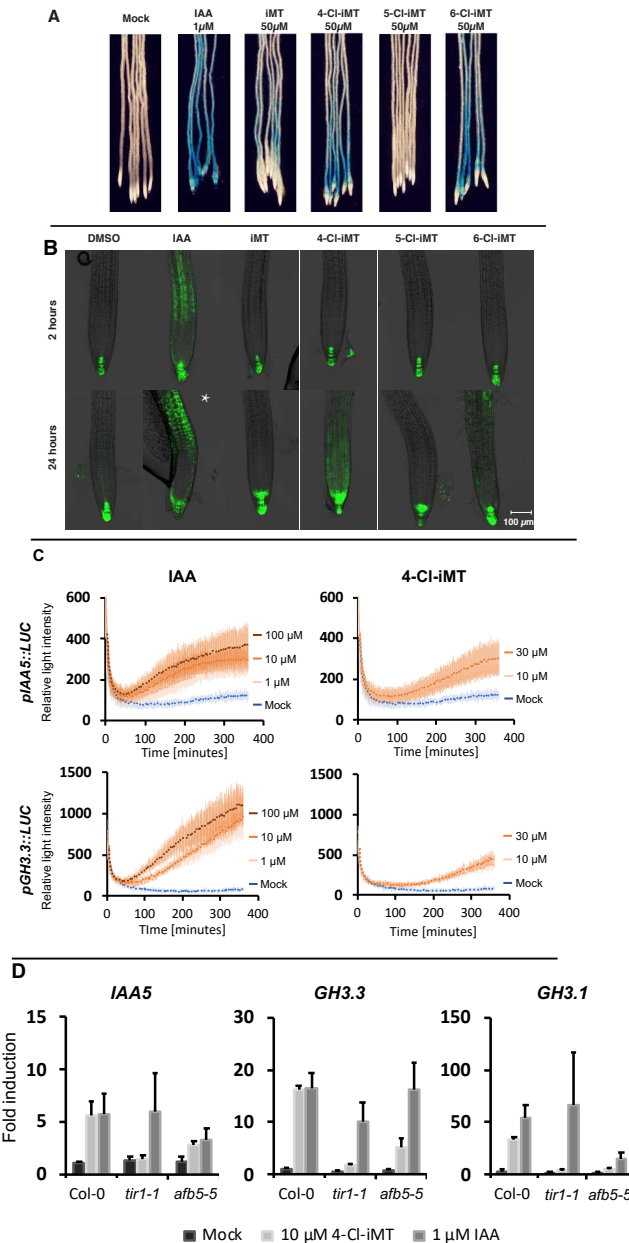 A
Mock IAA 1µM iMT 50µM 4-Cl-iMT 50µM 5-Cl-iMT 50µM 6-Cl-iMT 50µM
B
DMSO IAA iMT 4-Cl-iMT 5-Cl-iMT 6-Cl-iMT
2 hours
*
24 hours
100 µm
C
IAA
4-Cl-iMT
pIAA5::LUC
Relative light intensity
600
400
200
0
0 100 200 300 400
Time [minutes]
100 µM
10 µM
1 µM
Mock
600
400
200
0
0 100 200 300 400
Time [minutes]
30 µM
10 µM
Mock
pGH3.3::LUC
Relative light intensity
1500
1000
500
0
0 100 200 300 400
TIme [minutes]
100 µM
10 µM
1 µM
Mock
1500
1000
500
0
0 100 200 300 400
Time [minutes]
30 µM
10 µM
Mock
D
IAA5
GH3.3
GH3.1
Fold induction
15
10
5
0
Col-0 tir1-1 afb5-5
30
20
10
0
Col-0 tir1-1 afb5-5
150
100
50
0
Col-0 tir1-1 afb5-5
Mock 10 µM 4-Cl-iMT 1 µM IAA